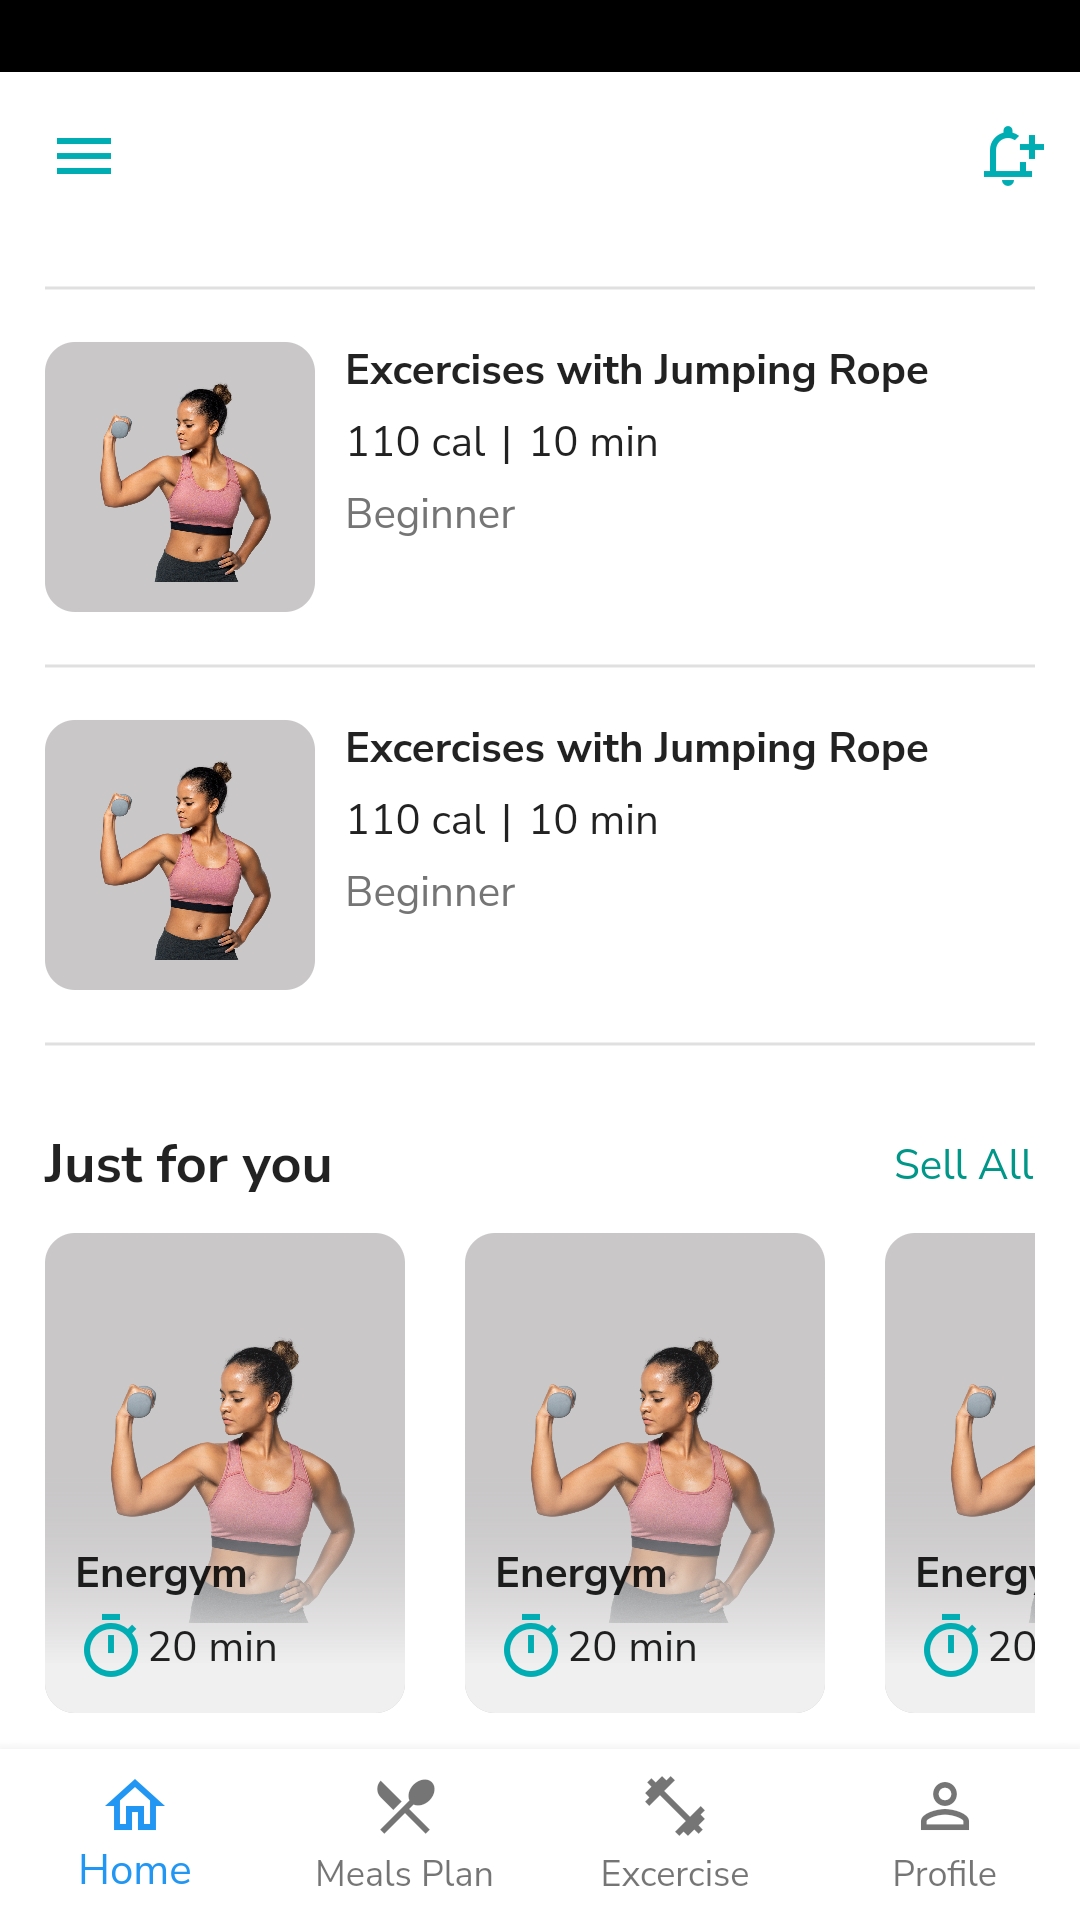 Excercises with Jumping Rope
110 cal | 10 min
Beginner
Excercises with Jumping Rope
110 cal | 10 min
Beginner
Just for you
Sell All
Energym
20 min
Energym
20 min
Energy
20
Home
Meals Plan
Excercise
Profile